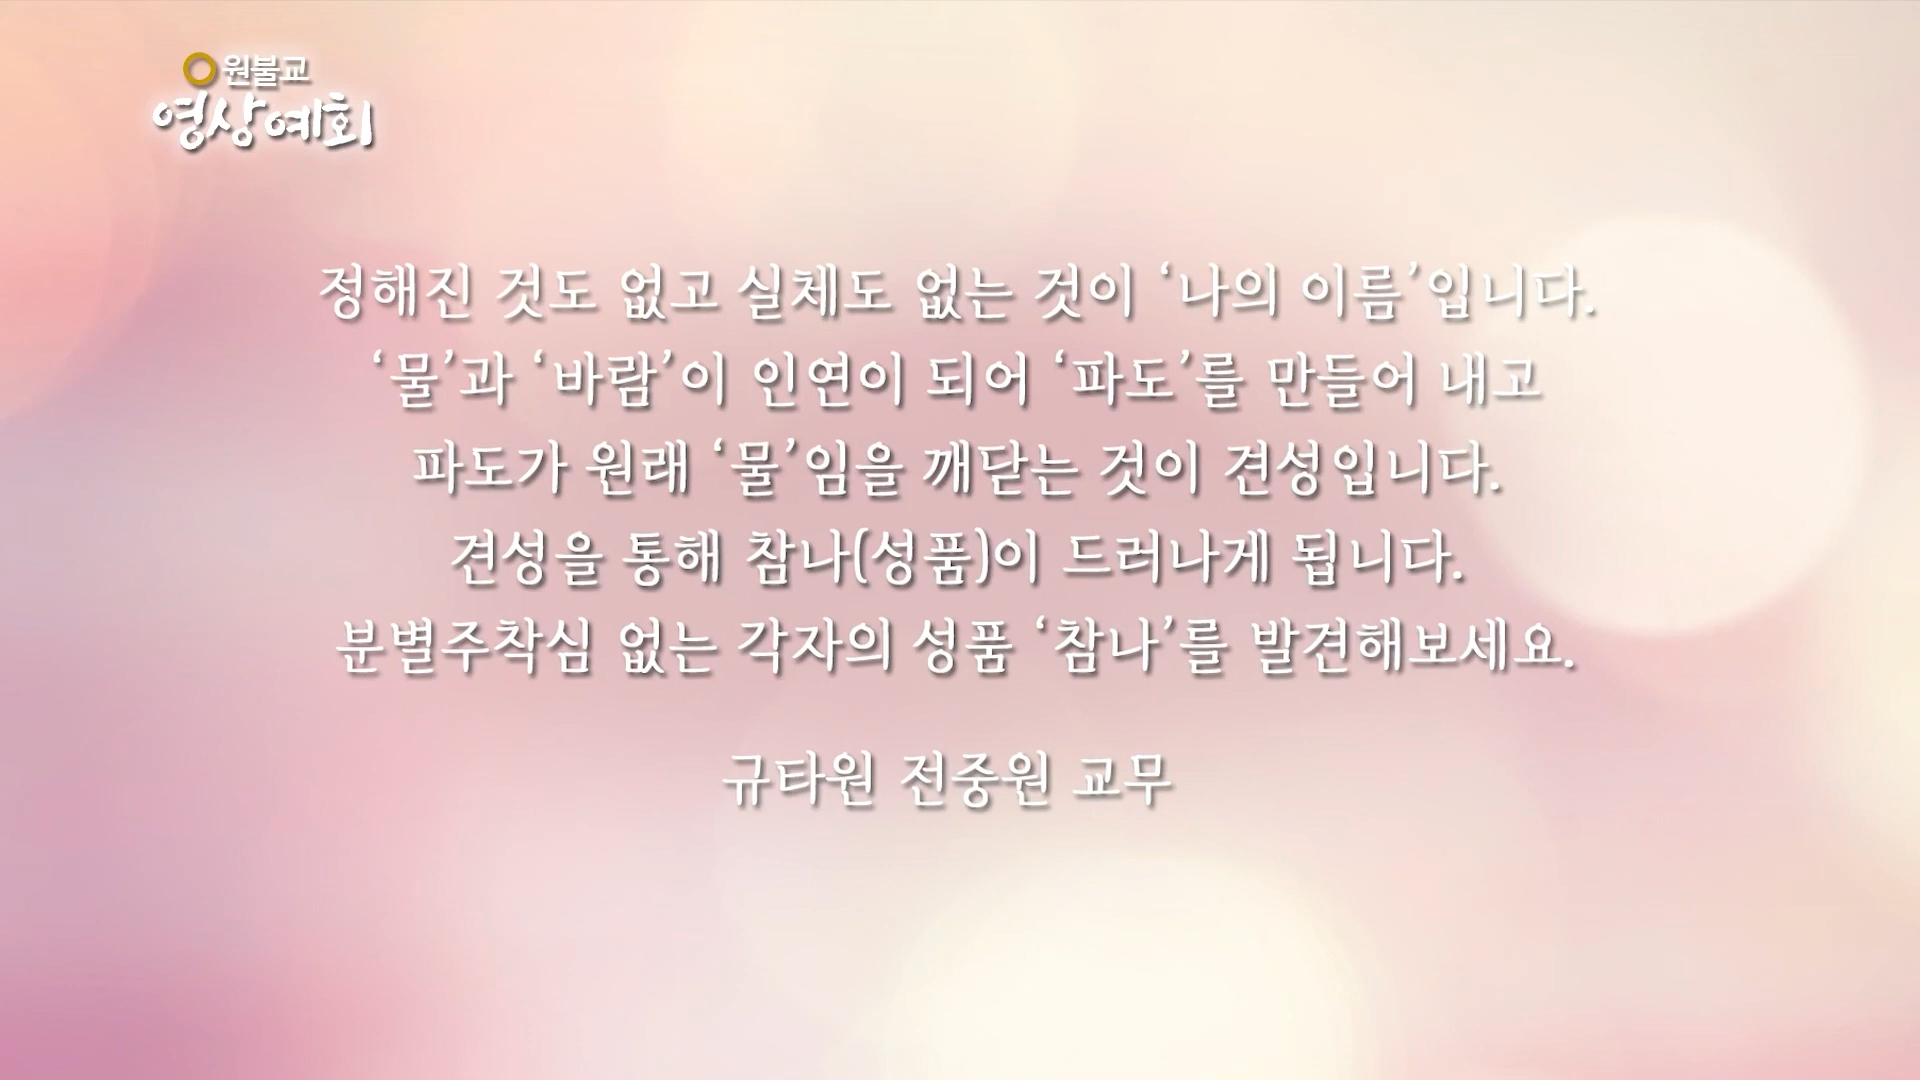 원불교
영상예회
정해진 것도 없고 실체도 없는 것이 ‘나의 이름’입니다.
‘물’과 ‘바람’이 인연이 되어 ‘파도’를 만들어 내고
파도가 원래 ‘물’임을 깨닫는 것이 견성입니다.
견성을 통해 참나(성품)이 드러나게 됩니다.
분별주착심 없는 각자의 성품 ‘참나’를 발견해보세요.
규타원 전중원 교무